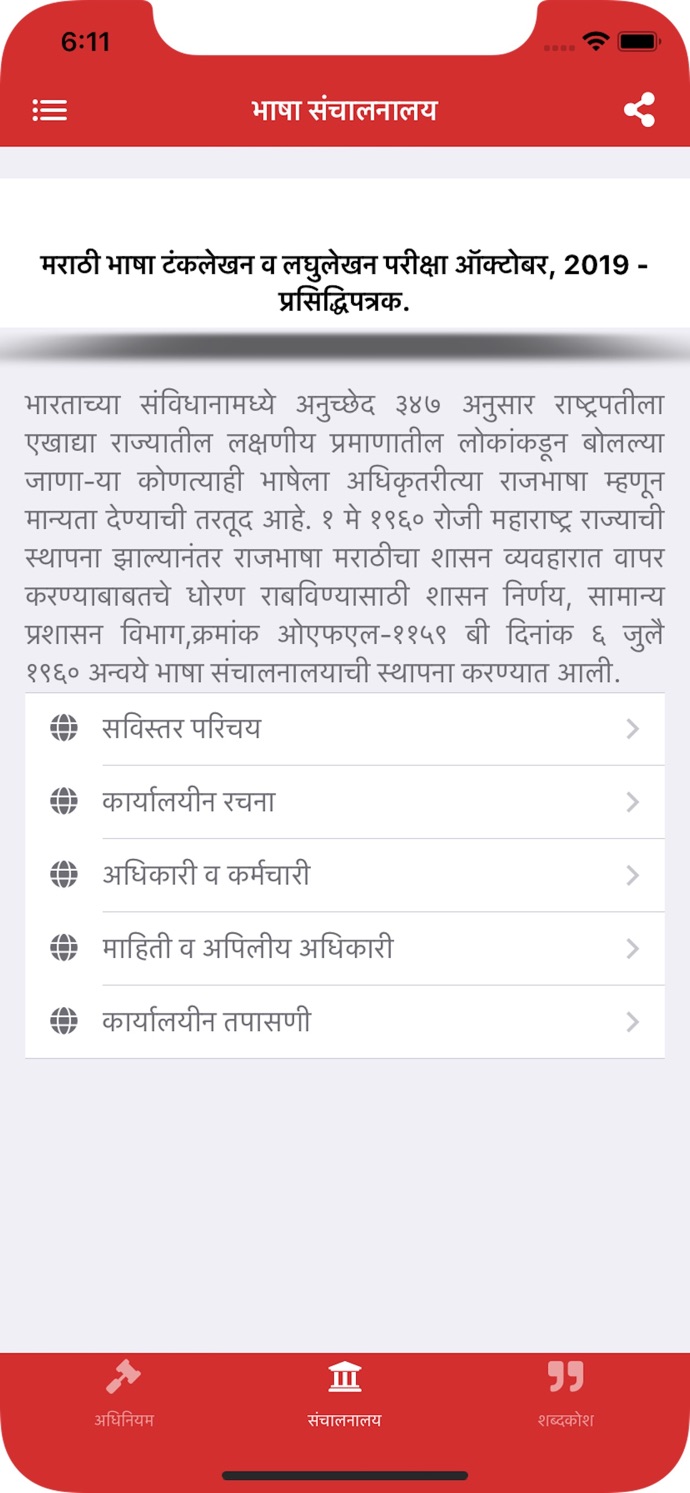 6:11
भाषा संचालनालय
मराठी भाषा टंकलेखन व लघुलेखन परीक्षा ऑक्टोबर, 2019 -
प्रसिद्धिपत्रक.
भारताच्या संविधानामध्ये अनुच्छेद ३४७ अनुसार राष्ट्रपतीला
एखाद्या राज्यातील लक्षणीय प्रमाणातील लोकांकडून बोलल्या
जाणा-या कोणत्याही भाषेला अधिकृतरीत्या राजभाषा म्हणून
मान्यता देण्याची तरतूद आहे. १ मे १९६० रोजी महाराष्ट्र राज्याची
स्थापना झाल्यानंतर राजभाषा मराठीचा शासन व्यवहारात वापर
करण्याबाबतचे धोरण राबविण्यासाठी शासन निर्णय, सामान्य
प्रशासन विभाग,क्रमांक ओएफएल-११५९ बी दिनांक ६ जुलै
१९६० अन्वये भाषा संचालनालयाची स्थापना करण्यात आली.
सविस्तर परिचय
कार्यालयीन रचना
अधिकारी व कर्मचारी
माहिती व अपिलीय अधिकारी
कार्यालयीन तपासणी
अधिनियम
संचालनालय
शब्दकोश